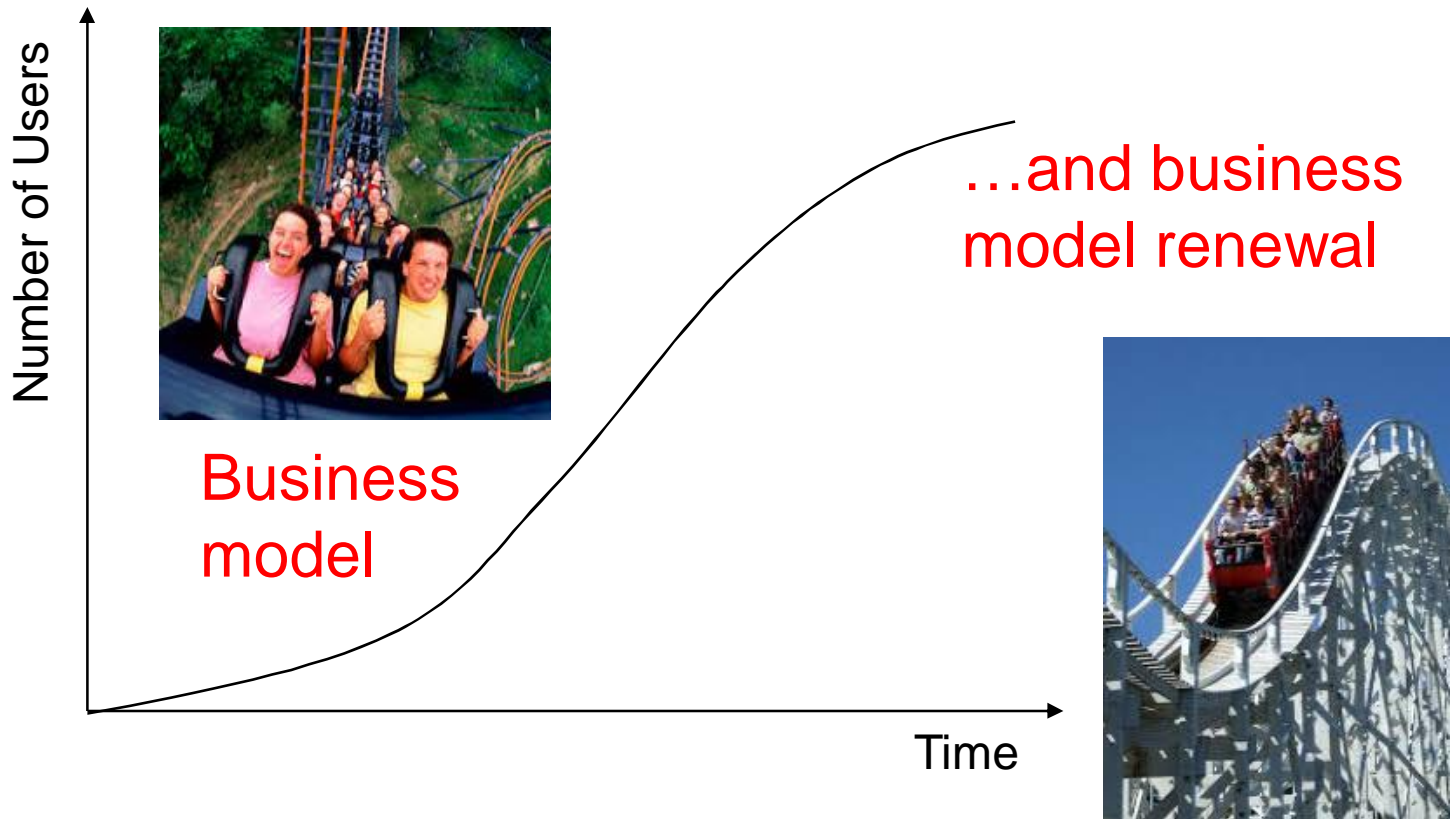 Number of Users
Business
model
…and business
model renewal
Time